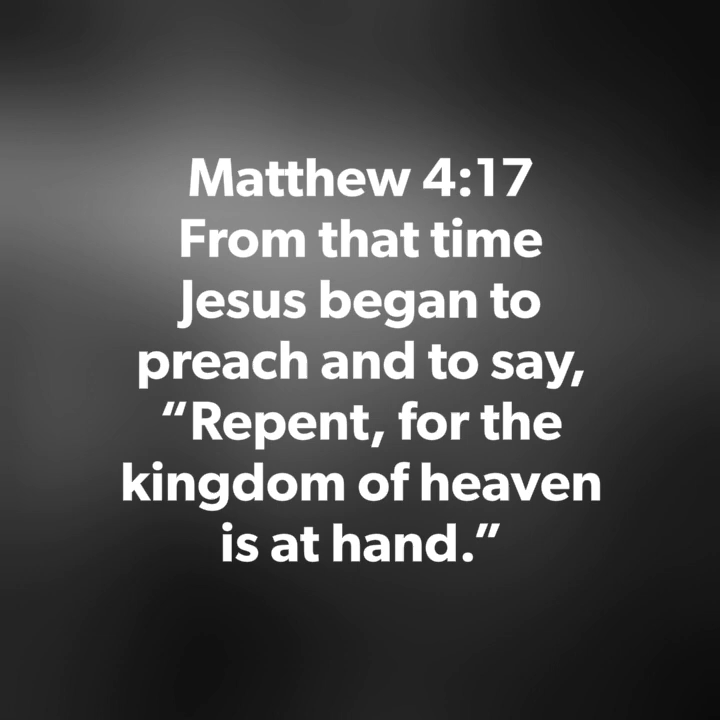 Matthew 4:17
From that time
Jesus began to
preach and to say,
“Repent, for the
kingdom of heaven
is at hand.”